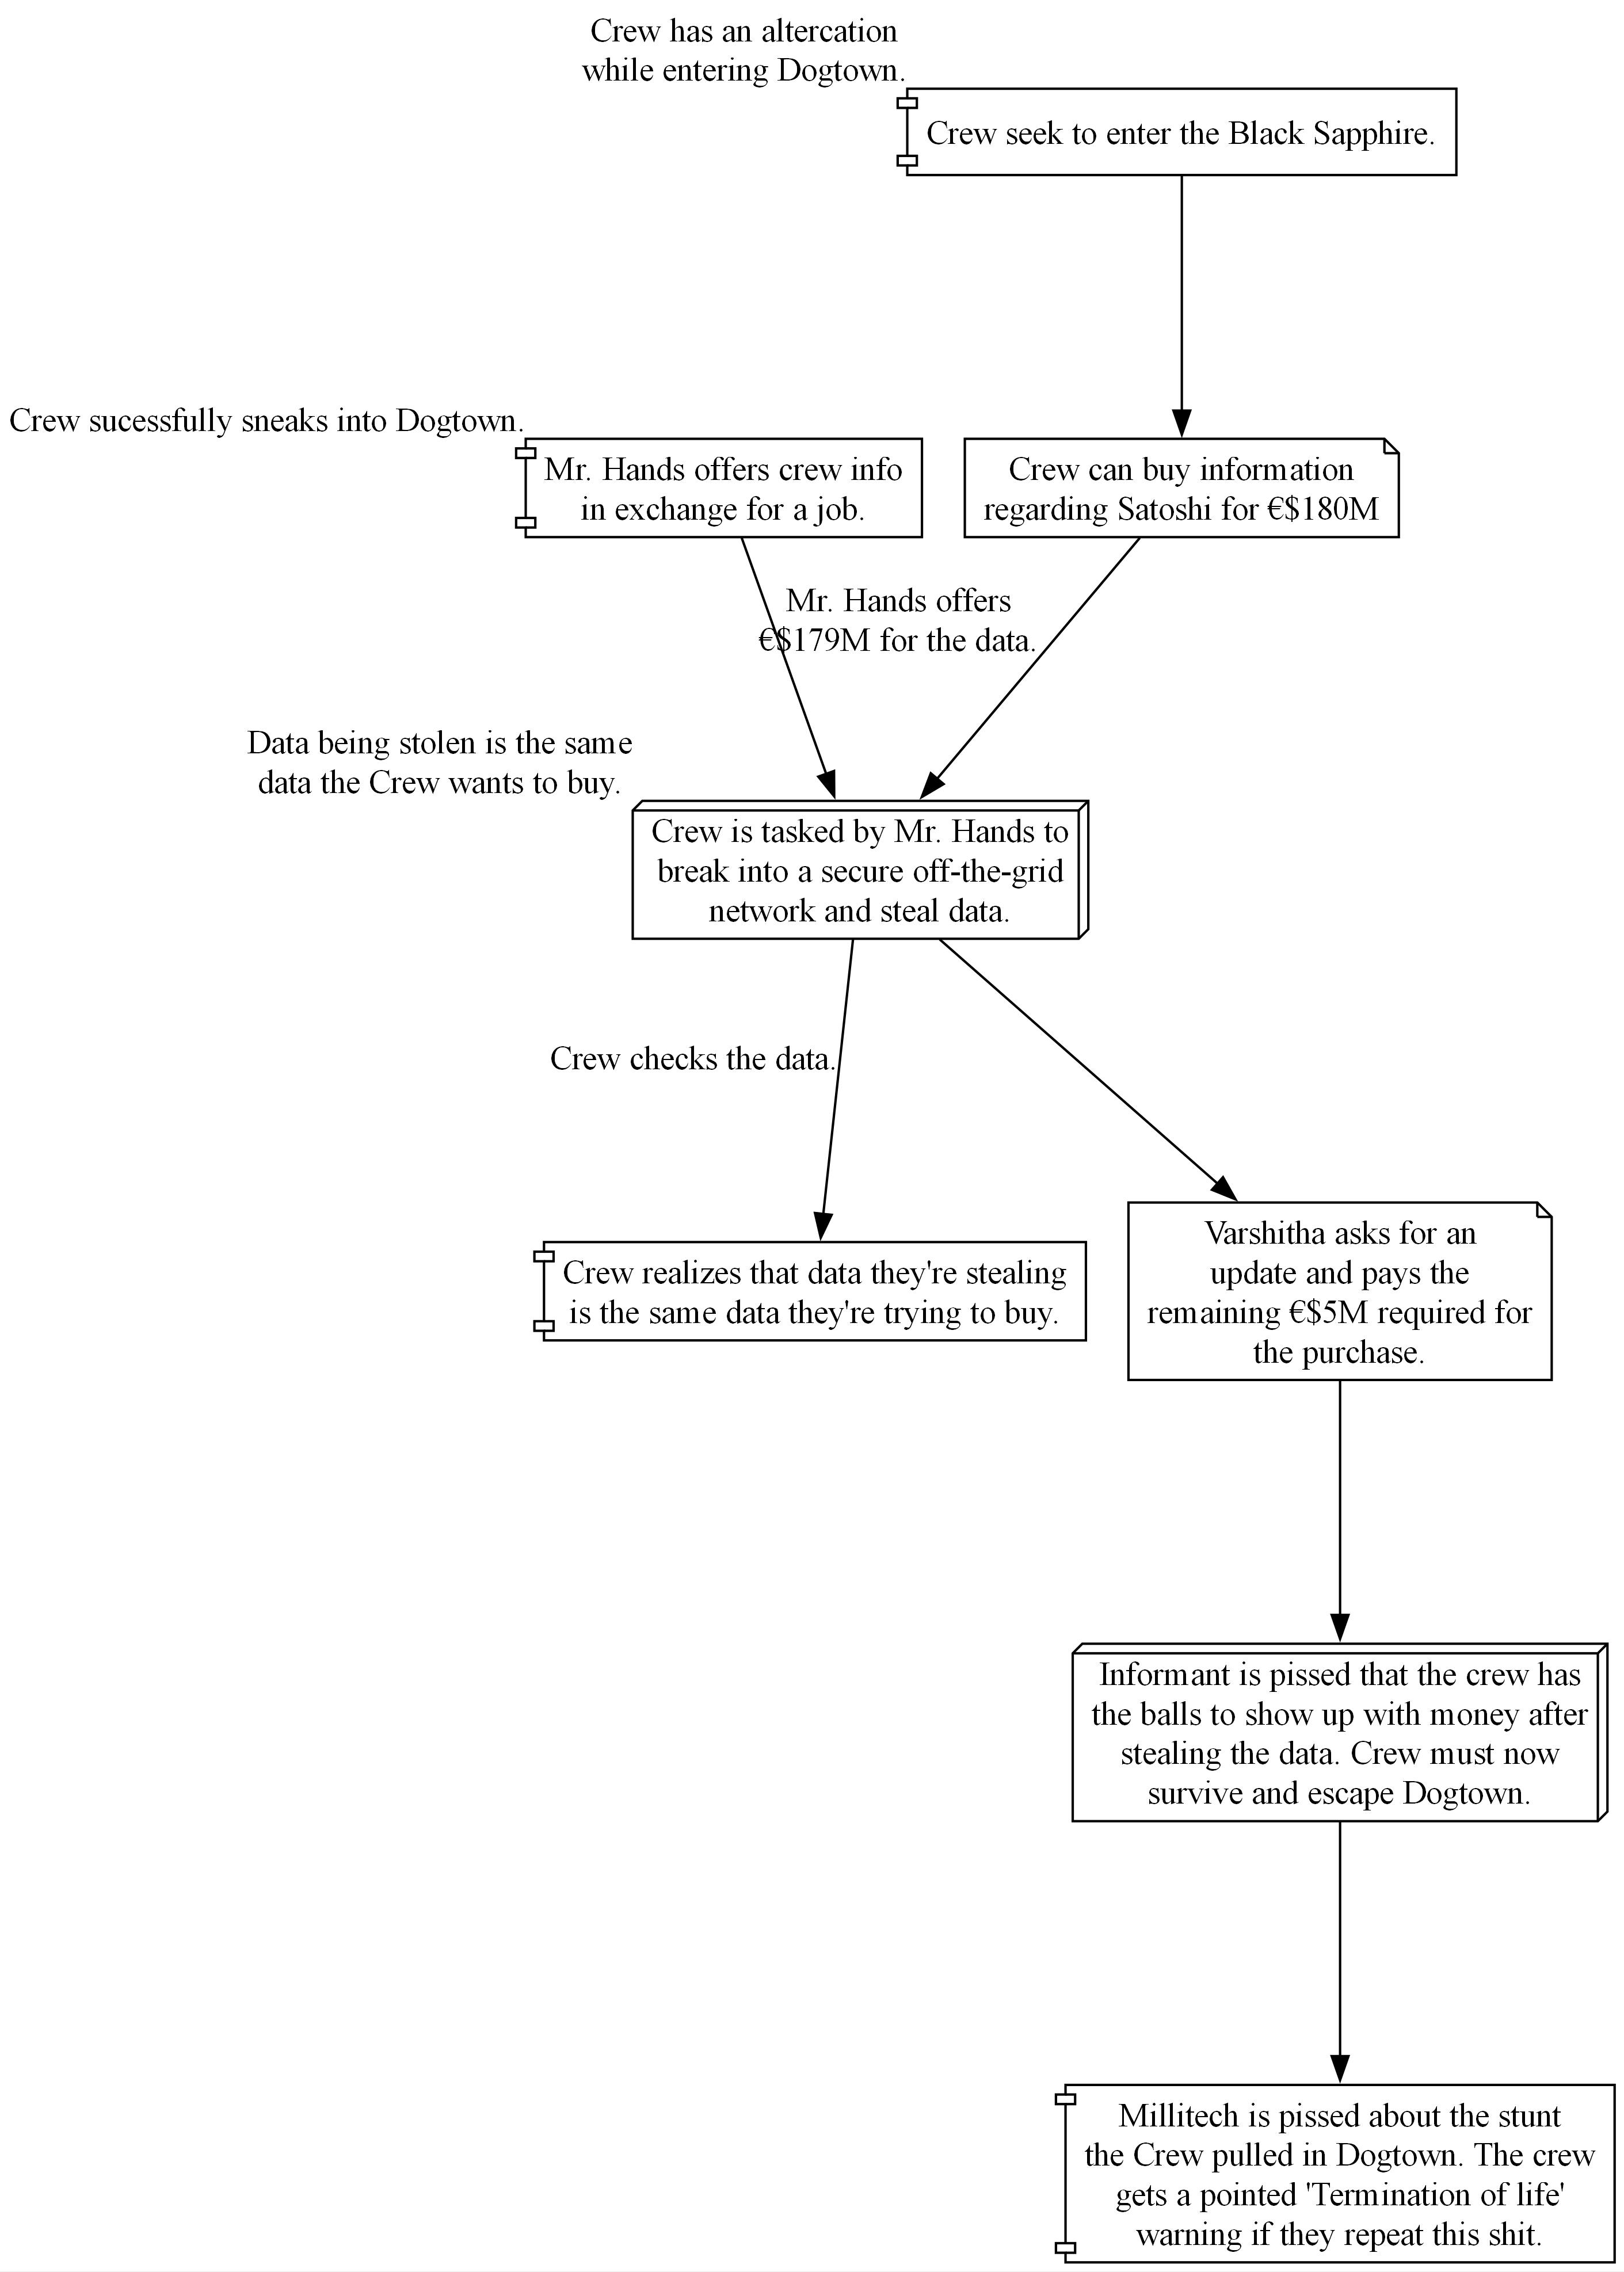 Crew has an altercation
while entering Dogtown.
Crew seek to enter the Black Sapphire.
Crew sucessfully sneaks into Dogtown.
Mr. Hands offers crew info
in exchange for a job.
Crew can buy information
regarding Satoshi for €$180M
Mr. Hands offers
€$179M for the data.
Data being stolen is the same
data the Crew wants to buy.
Crew is tasked by Mr. Hands to
break into a secure off-the-grid
network and steal data.
Crew checks the data.
Crew realizes that data they're stealing
is the same data they're trying to buy.
Varshitha asks for an
update and pays the
remaining €$5M required for
the purchase.
Informant is pissed that the crew has
the balls to show up with money after
stealing the data. Crew must now
survive and escape Dogtown.
Millitech is pissed about the stunt
the Crew pulled in Dogtown. The crew
gets a pointed 'Termination of life'
warning if they repeat this shit.